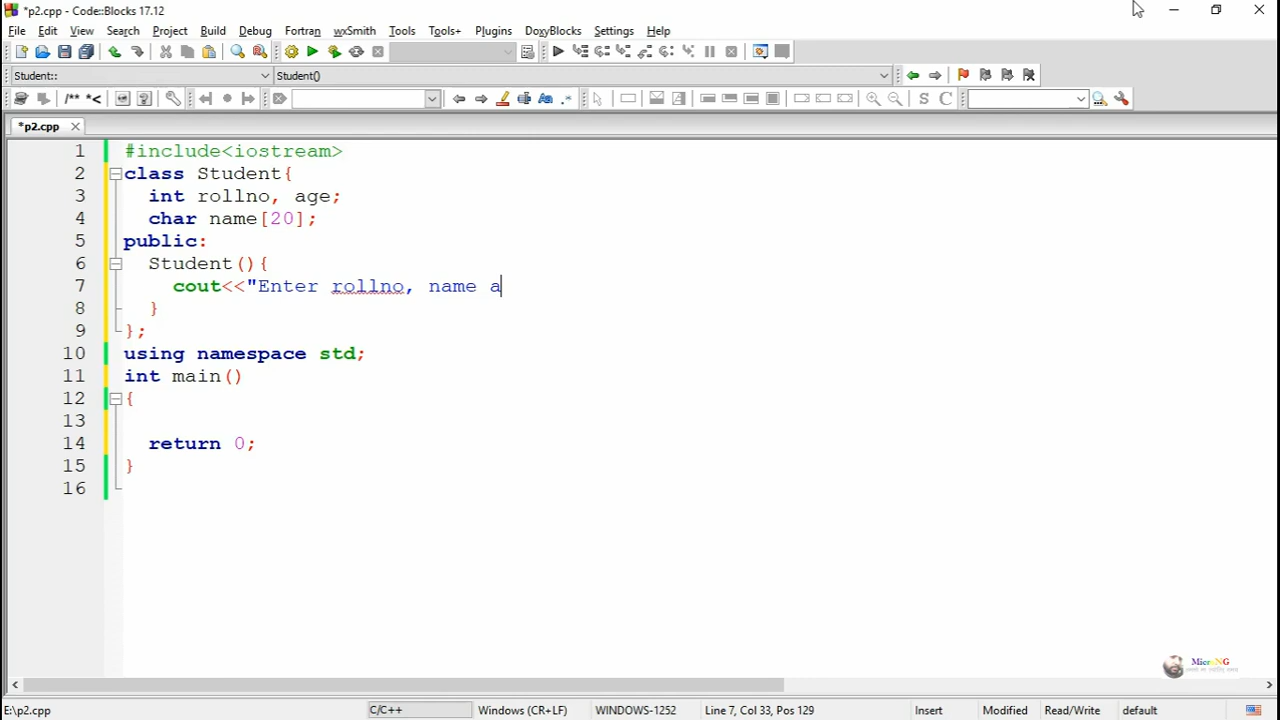 *p2.cpp - Code::Blocks 17.12
File Edit View Search Project Build Debug Fortran wxSmith Tools Tools+ Plugins DoxyBlocks Settings Help
Student:: Student()
/** *<
S C
*p2.cpp
1 #include<iostream>
2 class Student{
3 int rollno, age;
4 char name[20];
5 public:
6 Student(){
7 cout<<"Enter rollno, name a
8 }
9 };
10 using namespace std;
11 int main()
12 {
13
14 return 0;
15 }
16
MicroNG
E:\p2.cpp C/C++ Windows (CR+LF) WINDOWS-1252 Line 7, Col 33, Pos 129 Insert Modified Read/Write default